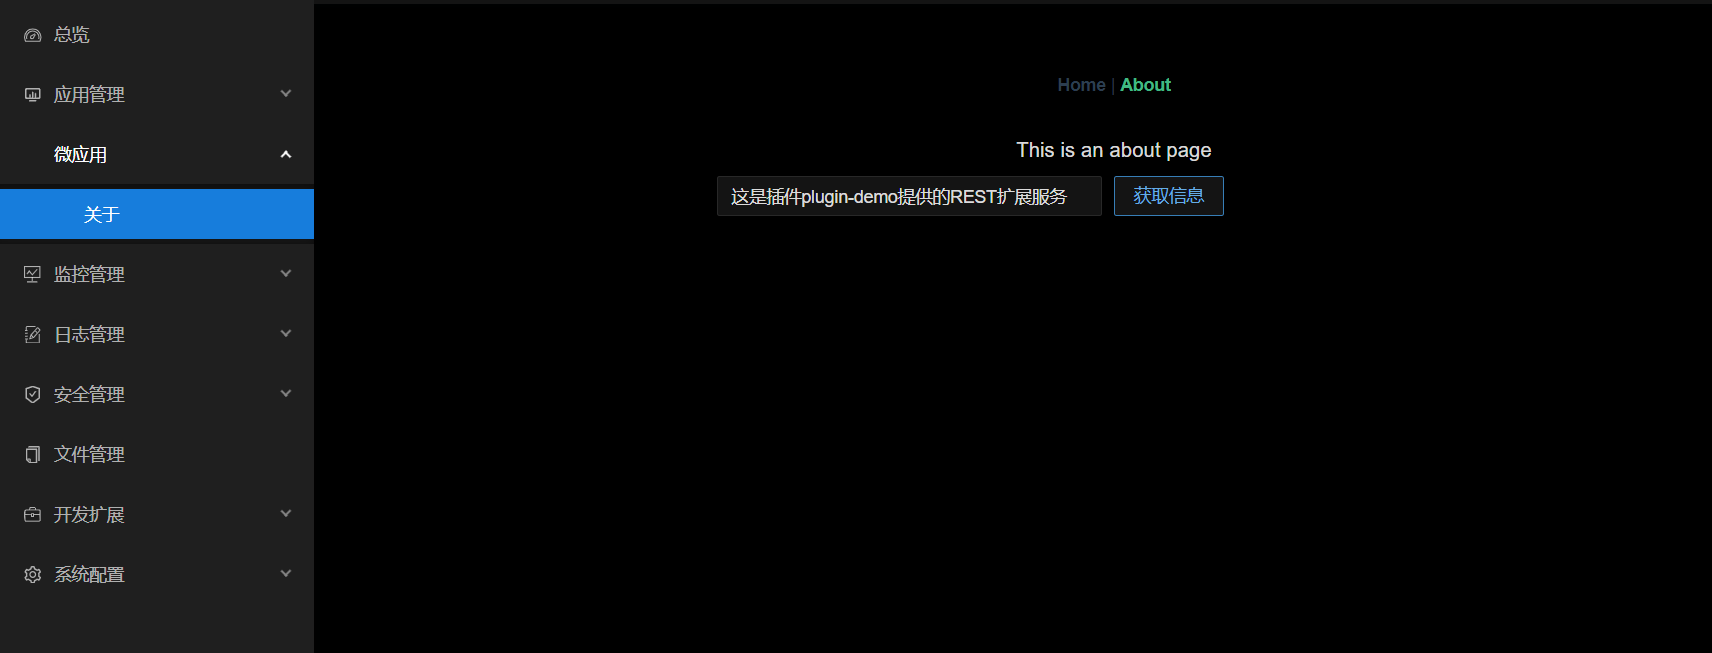 总览
应用管理
微应用
关于
监控管理
日志管理
安全管理
文件管理
开发扩展
系统配置
Home | About
This is an about page
这是插件plugin-demo提供的REST扩展服务 获取信息